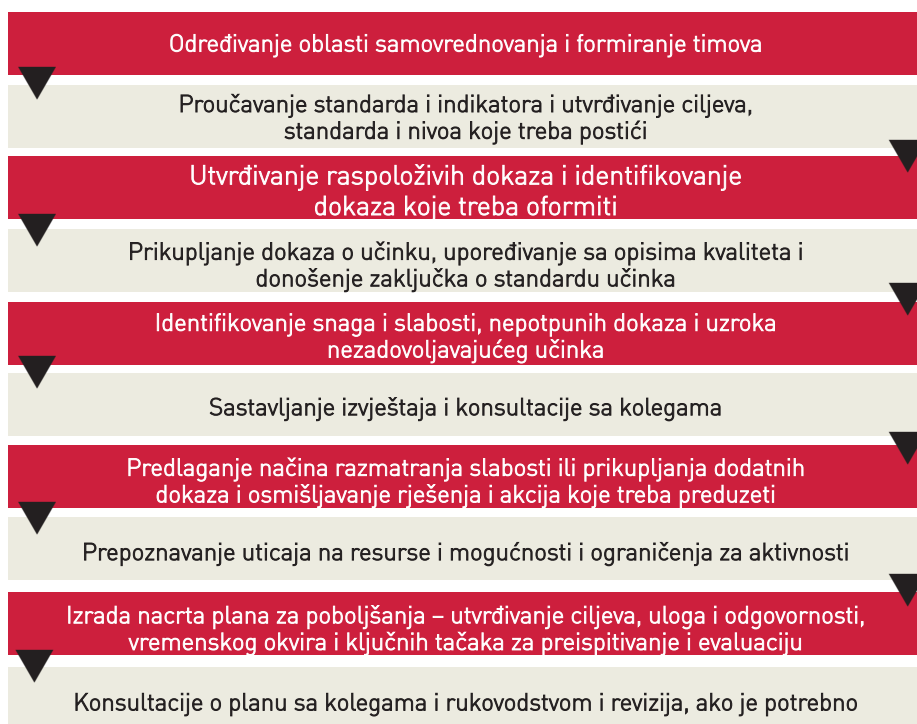 Određivanje oblasti samovrednovanja i formiranje timova
Proučavanje standarda i indikatora i utvrđivanje ciljeva,
standarda i nivoa koje treba postići
Utvrđivanje raspoloživih dokaza i identifikovanje
dokaza koje treba oformiti
Prikupljanje dokaza o učinku, upoređivanje sa opisima kvaliteta i
donošenje zaključka o standardu učinka
Identifikovanje snaga i slabosti, nepotpunih dokaza i uzroka
nezadovoljavajućeg učinka
Sastavljanje izvještaja i konsultacije sa kolegama
Predlaganje načina razmatranja slabosti ili prikupljanja dodatnih
dokaza i osmišljavanje rješenja i akcija koje treba preduzeti
Prepoznavanje uticaja na resurse i mogućnosti i ograničenja za aktivnosti
Izrada nacrta plana za poboljšanja – utvrđivanje ciljeva, uloga i odgovornosti,
vremenskog okvira i ključnih tačaka za preispitivanje i evaluaciju
Konsultacije o planu sa kolegama i rukovodstvom i revizija, ako je potrebno